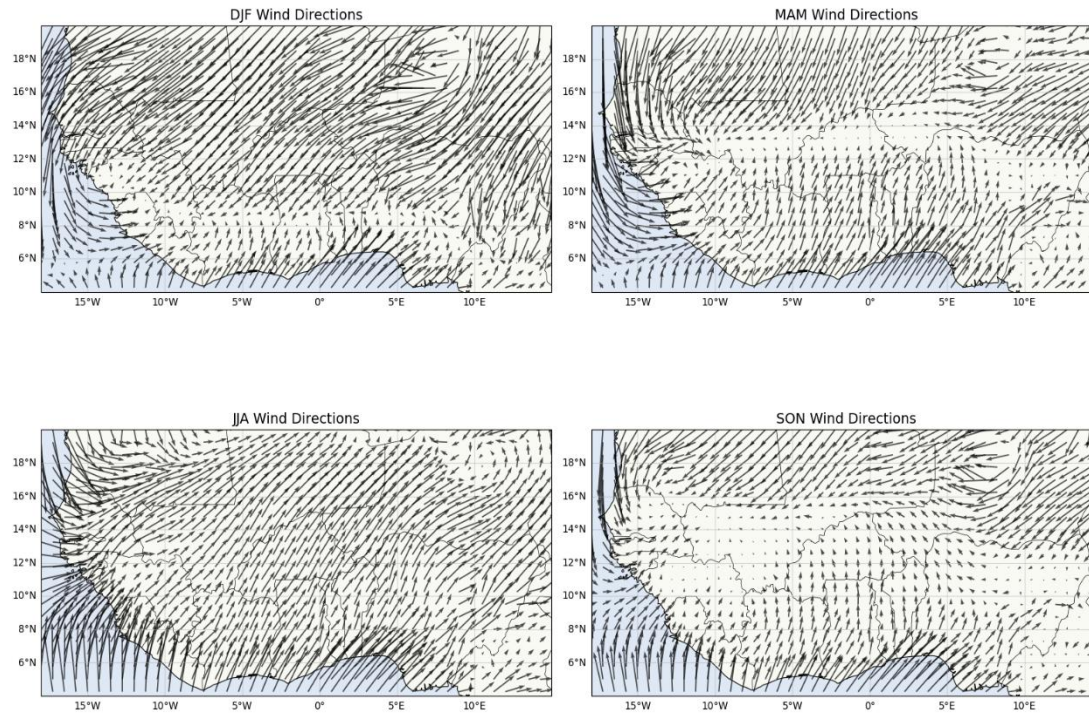 DJF Wind Directions
MAM Wind Directions
18°N
16°N
14°N
12°N
10°N
8°N
6°N
15°W 10°W 5°W 0° 5°E 10°E
18°N
16°N
14°N
12°N
10°N
8°N
6°N
15°W 10°W 5°W 0° 5°E 10°E
JJA Wind Directions
SON Wind Directions
18°N
16°N
14°N
12°N
10°N
8°N
6°N
15°W 10°W 5°W 0° 5°E 10°E
18°N
16°N
14°N
12°N
10°N
8°N
6°N
15°W 10°W 5°W 0° 5°E 10°E